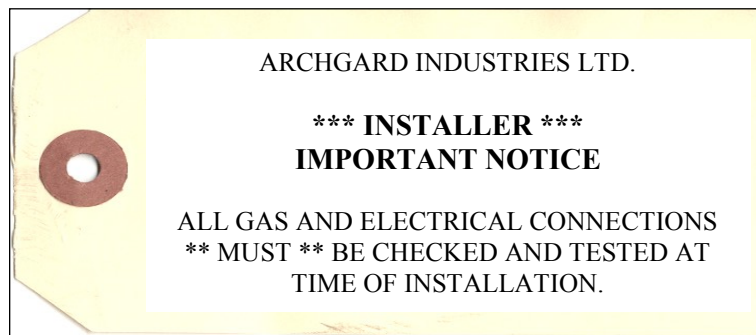 ARCHGARD INDUSTRIES LTD.
*** INSTALLER ***
IMPORTANT NOTICE
ALL GAS AND ELECTRICAL CONNECTIONS
** MUST ** BE CHECKED AND TESTED AT
TIME OF INSTALLATION.